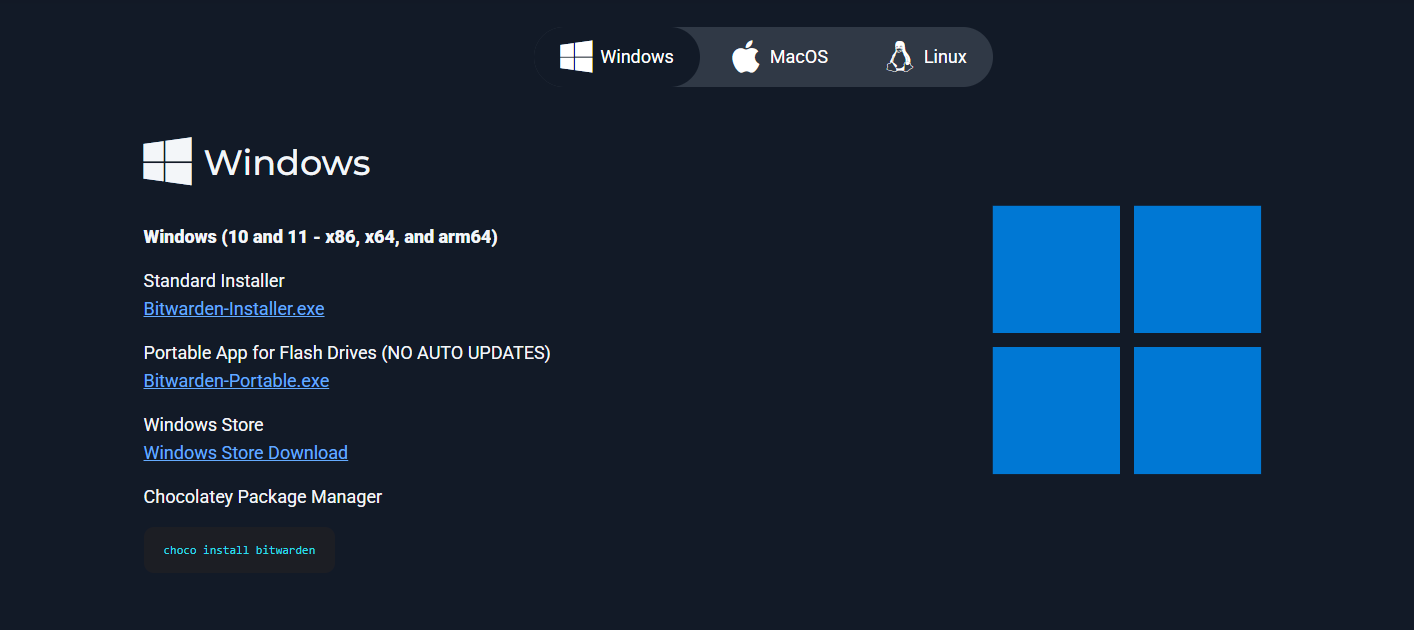 Windows
MacOS
Linux
Windows
Windows (10 and 11 - x86, x64, and arm64)
Standard Installer
Bitwarden-Installer.exe
Portable App for Flash Drives (NO AUTO UPDATES)
Bitwarden-Portable.exe
Windows Store
Windows Store Download
Chocolatey Package Manager
choco install bitwarden